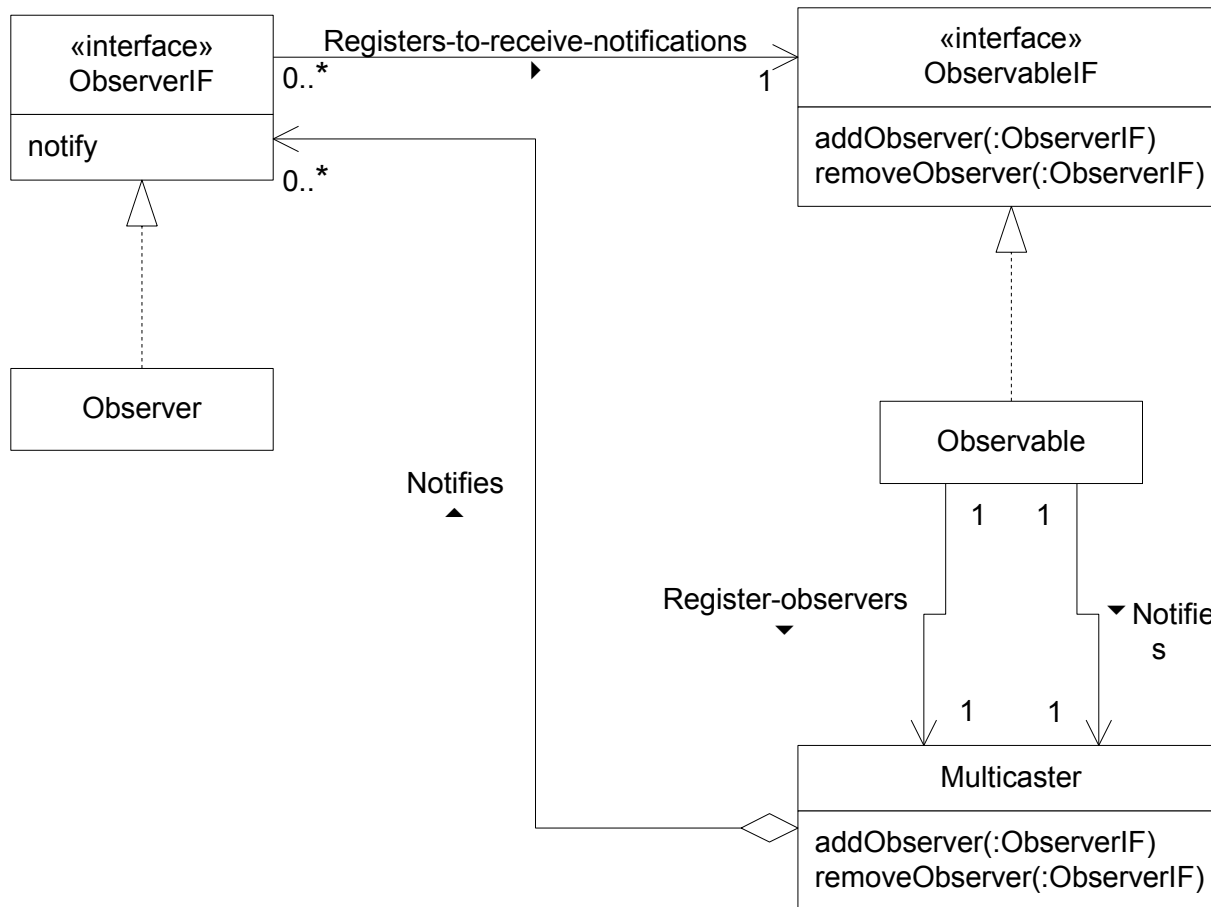 «interface»
ObserverIF
notify
Registers-to-receive-notifications
0..*
1
«interface»
ObservableIF
addObserver(:ObserverIF)
removeObserver(:ObserverIF)
0..*
Observer
Observable
Notifies
1
1
Register-observers
Notifie
s
1
1
Multicaster
addObserver(:ObserverIF)
removeObserver(:ObserverIF)